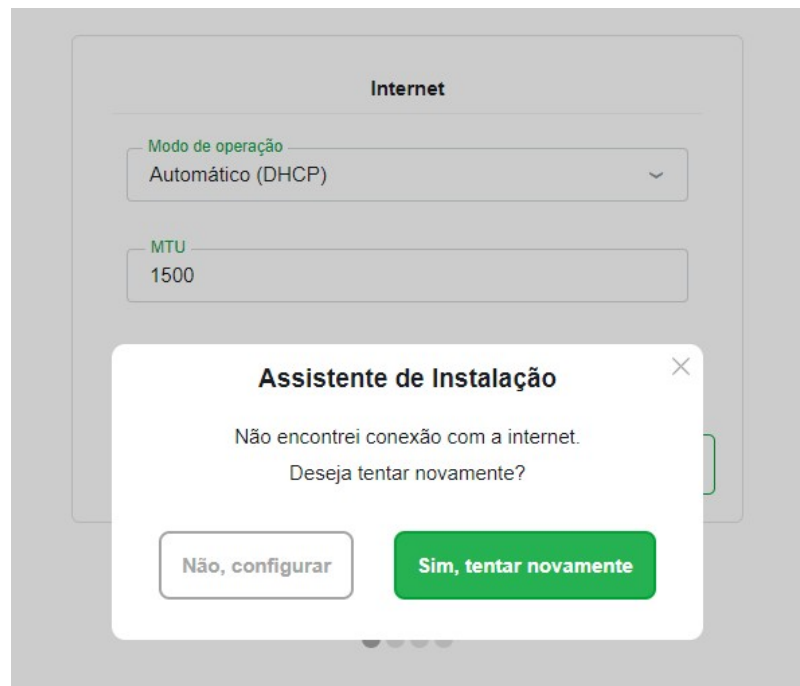 Internet
Modo de operação
Automático (DHCP)
MTU
1500
Assistente de Instalação
Não encontrei conexão com a internet.
Deseja tentar novamente?
Não, configurar
Sim, tentar novamente